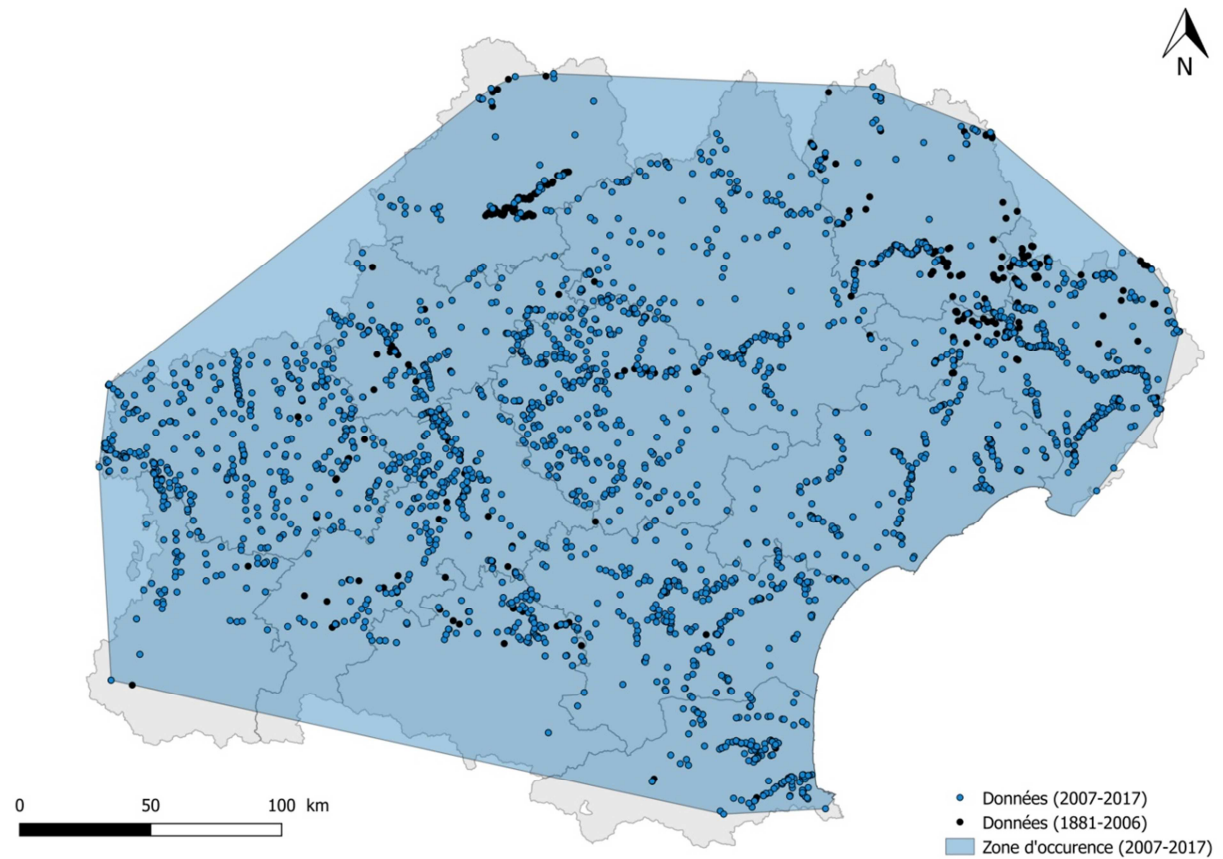 N
0 50 100 km
Données (2007-2017)
Données (1881-2006)
Zone d'occurence (2007-2017)